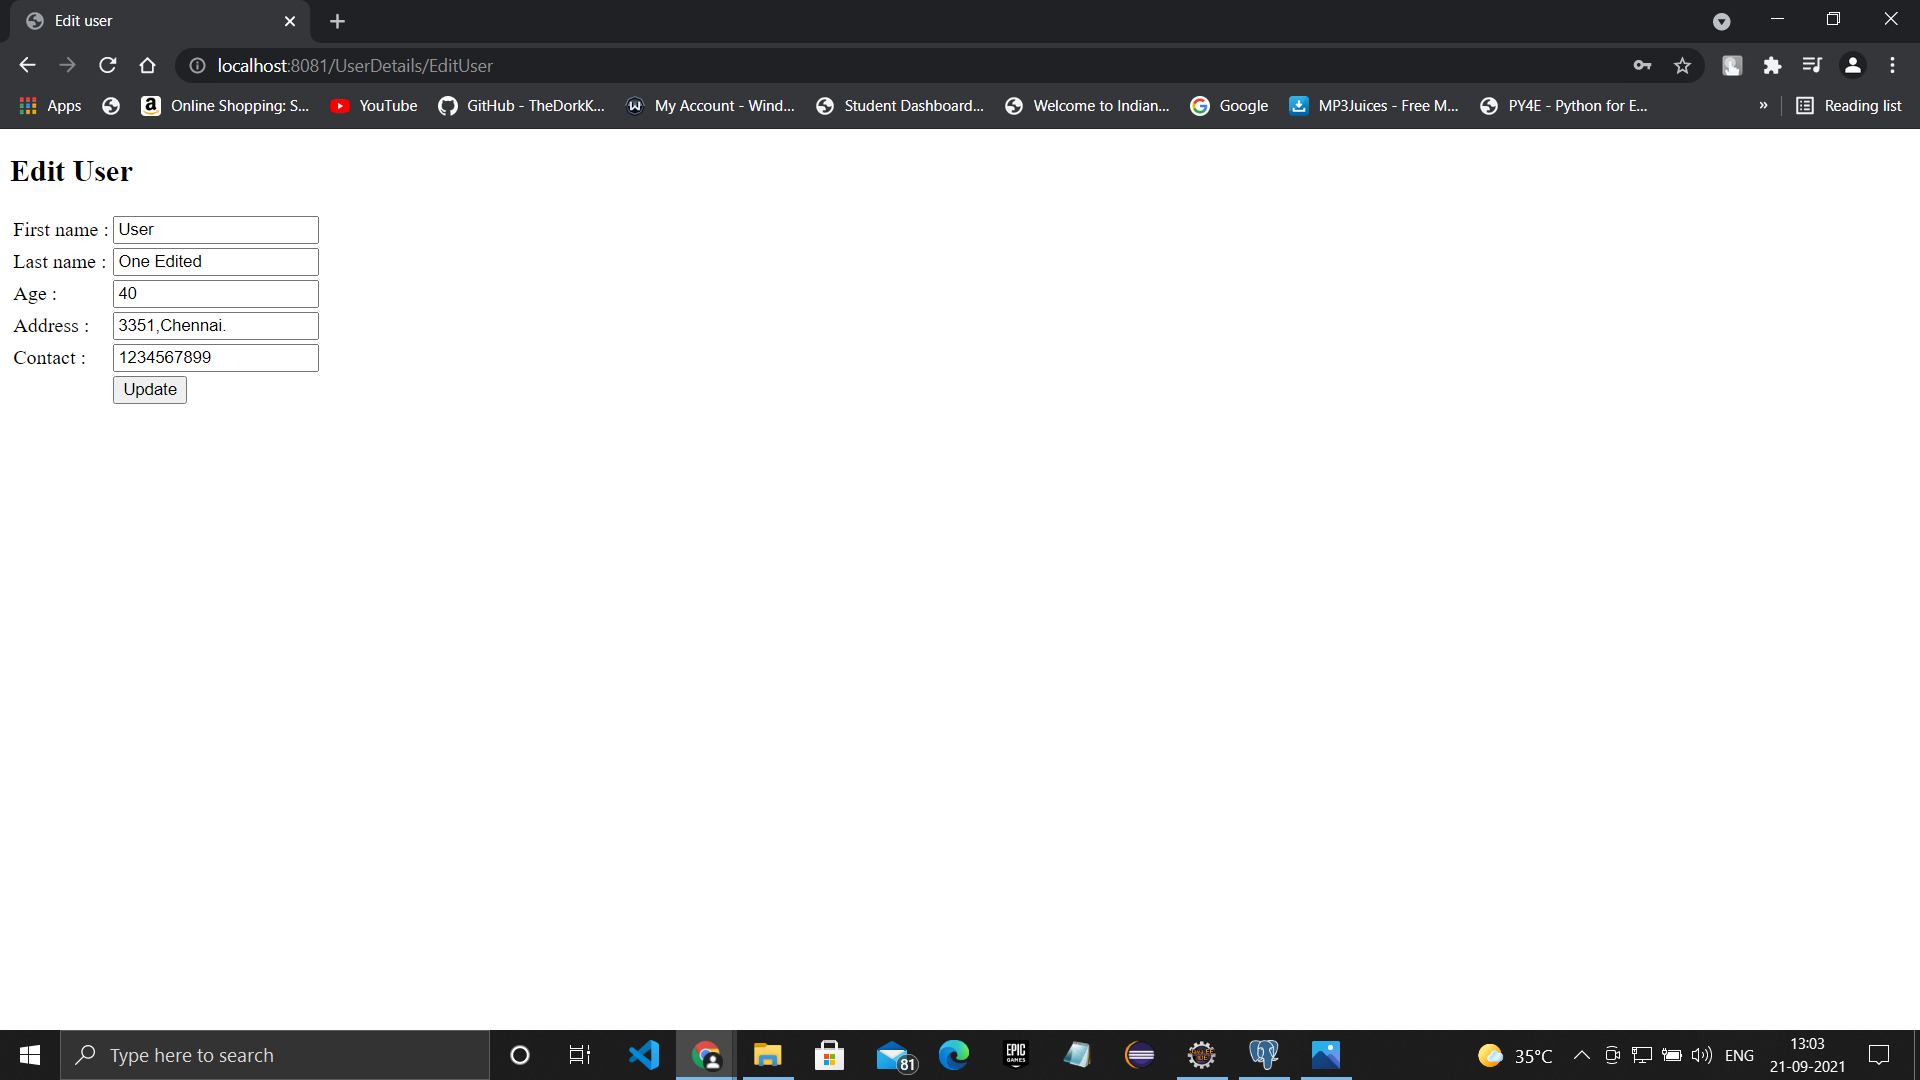 Edit user
localhost:8081/UserDetails/EditUser
Apps Online Shopping: S... YouTube GitHub - TheDorkK... My Account - Wind... Student Dashboard... Welcome to Indian... Google MP3Juices - Free M... PY4E - Python for E... » Reading list
Edit User
First name : User
Last name : One Edited
Age : 40
Address : 3351,Chennai.
Contact : 1234567899
Update
Type here to search 81 EPIC GAMES 35°C ENG 13:03
21-09-2021